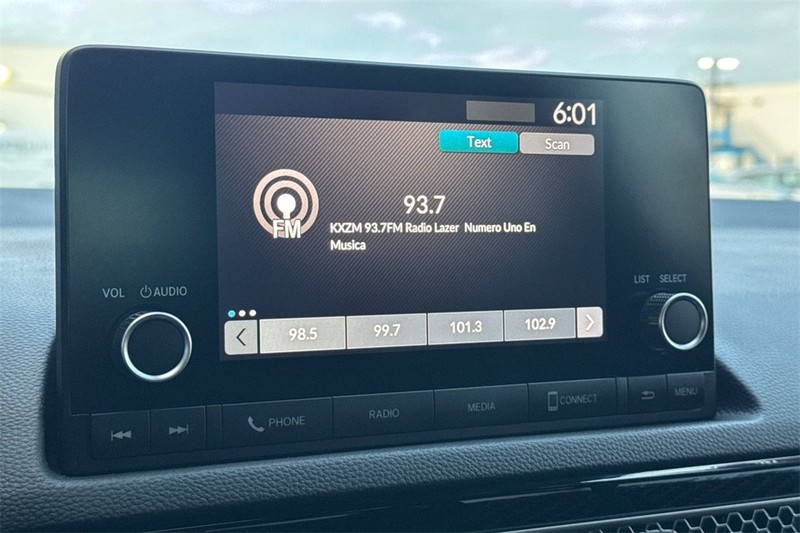 6:01
Text Scan
FM
93.7
KXZM 93.7FM Radio Lazer Numero Uno En
Musica
VOL AUDIO
LIST SELECT
98.5 99.7 101.3 102.9
PHONE RADIO MEDIA CONNECT MENU